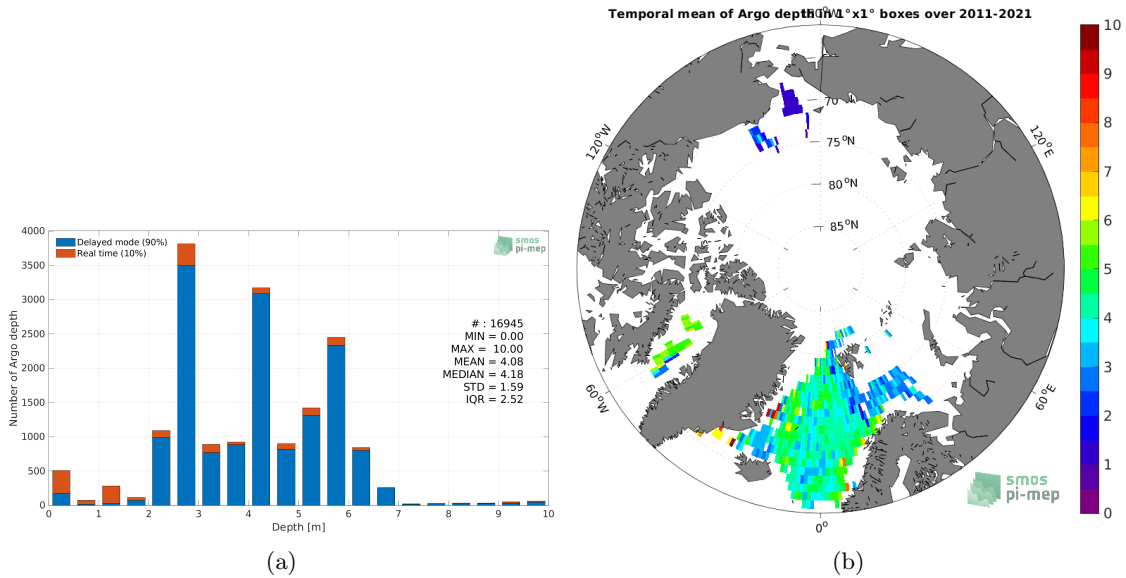 4000
3500
3000
2500
2000
1500
1000
500
0
Number of Argo depth
Delayed mode (90%)
Real time (10%)
smos
pi-mep
# : 16945
MIN = 0.00
MAX = 10.00
MEAN = 4.08
MEDIAN = 4.18
STD = 1.59
IQR = 2.52
0 1 2 3 4 5 6 7 8 9 10
Depth [m]
(a)
Temporal mean of Argo depth in 1°x1° boxes over 2011-2021
180°W
120°W
120°E
70°N
75°N
80°N
85°N
60°W
60°E
0°
smos
pi-mep
10
9
8
7
6
5
4
3
2
1
0
(b)